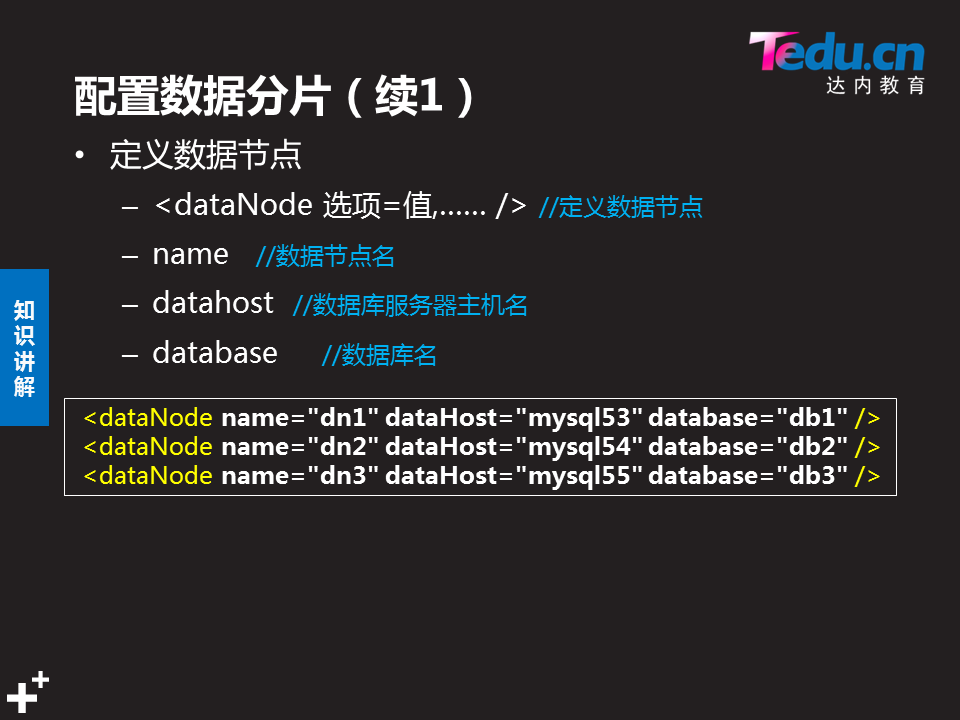 Tedu.cn
达内教育
配置数据分片（续1）
• 定义数据节点
– <dataNode 选项=值,…… /> //定义数据节点
– name //数据节点名
– datahost //数据库服务器主机名
– database //数据库名
知识讲解
<dataNode name="dn1" dataHost="mysql53" database="db1" />
<dataNode name="dn2" dataHost="mysql54" database="db2" />
<dataNode name="dn3" dataHost="mysql55" database="db3" />